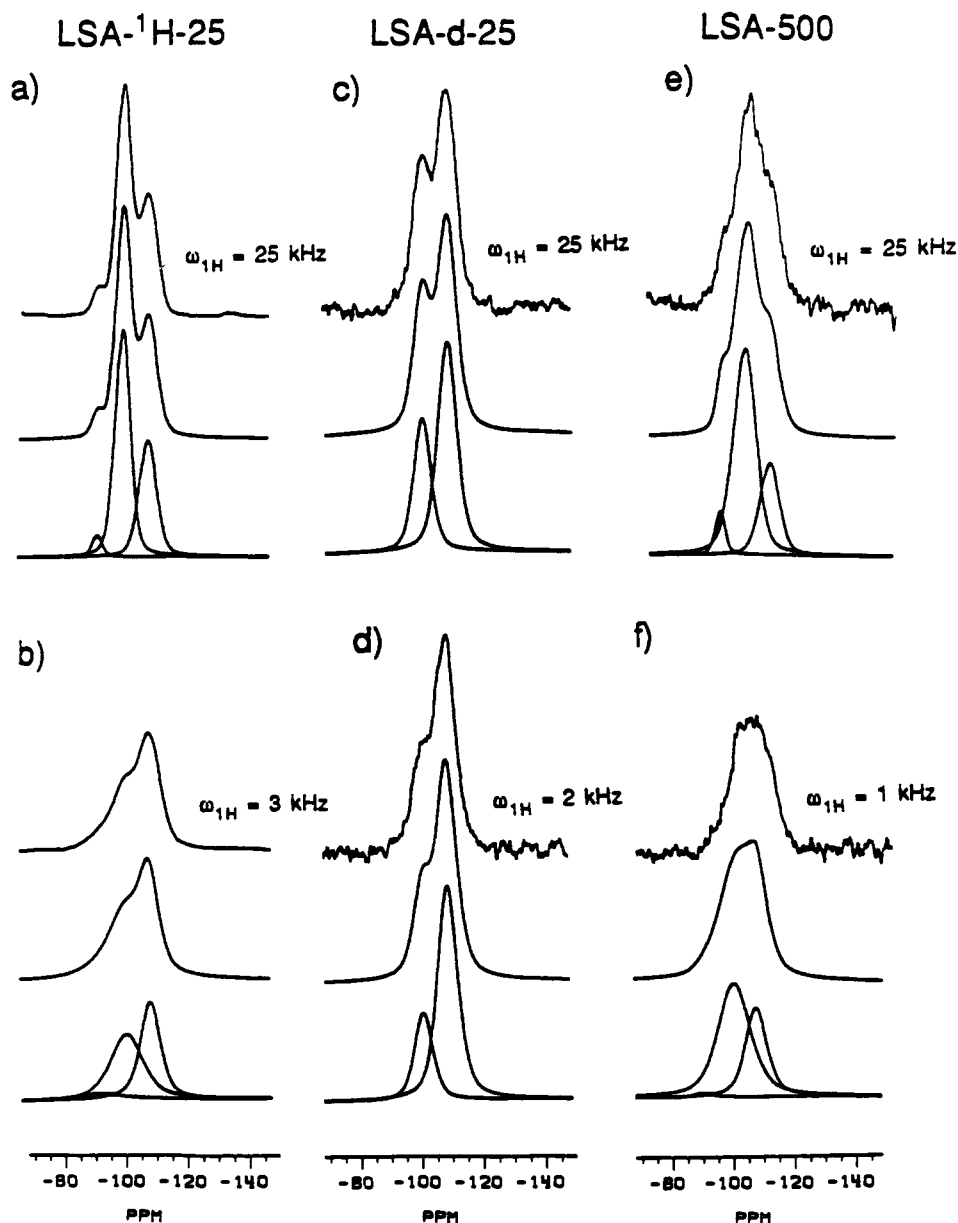 LSA-¹H-25 LSA-d-25 LSA-500
a) c) e)
ω₁H = 25 kHz ω₁H = 25 kHz ω₁H = 25 kHz
b) d) f)
ω₁H = 3 kHz ω₁H = 2 kHz ω₁H = 1 kHz
-80 -100 -120 -140 -80 -100 -120 -140 -80 -100 -120 -140
PPM PPM PPM